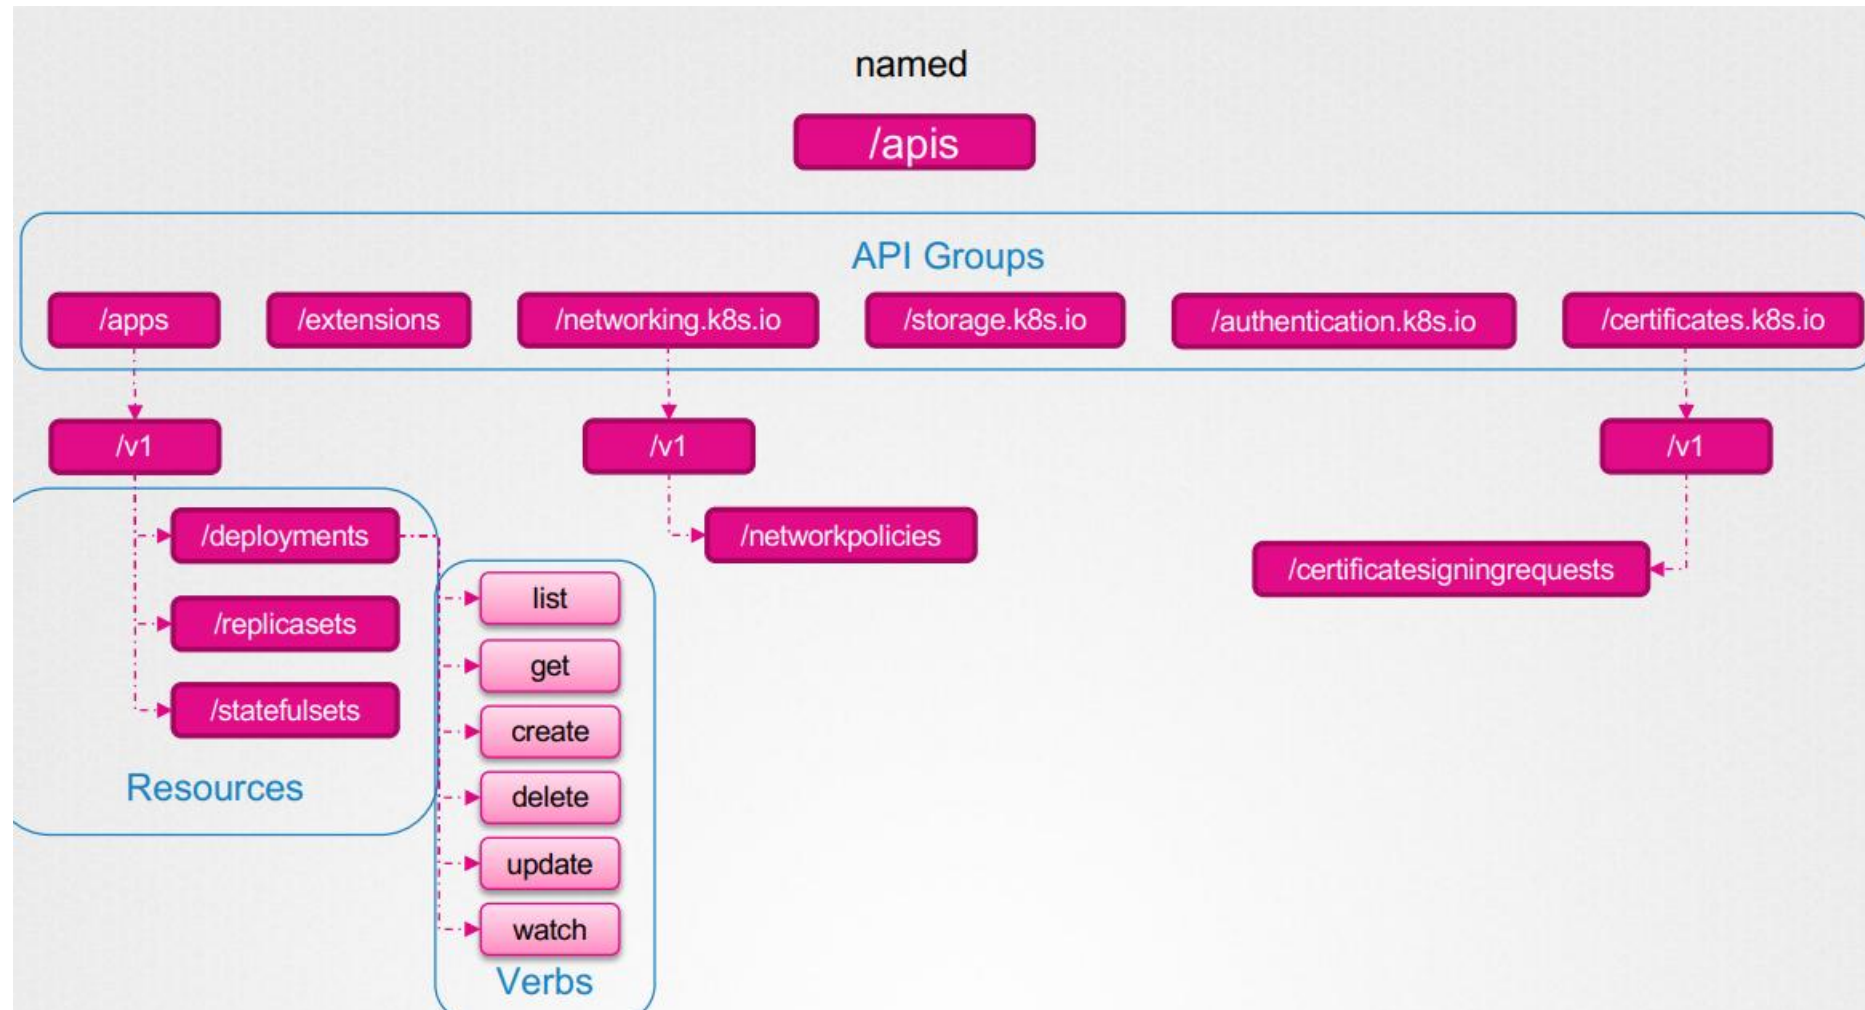 named
/apis
API Groups
/apps
/extensions
/networking.k8s.io
/storage.k8s.io
/authentication.k8s.io
/certificates.k8s.io
/v1
/v1
/v1
/deployments
/networkpolicies
/certificatesigningrequests
/replicasets
/statefulsets
Resources
list
get
create
delete
update
watch
Verbs